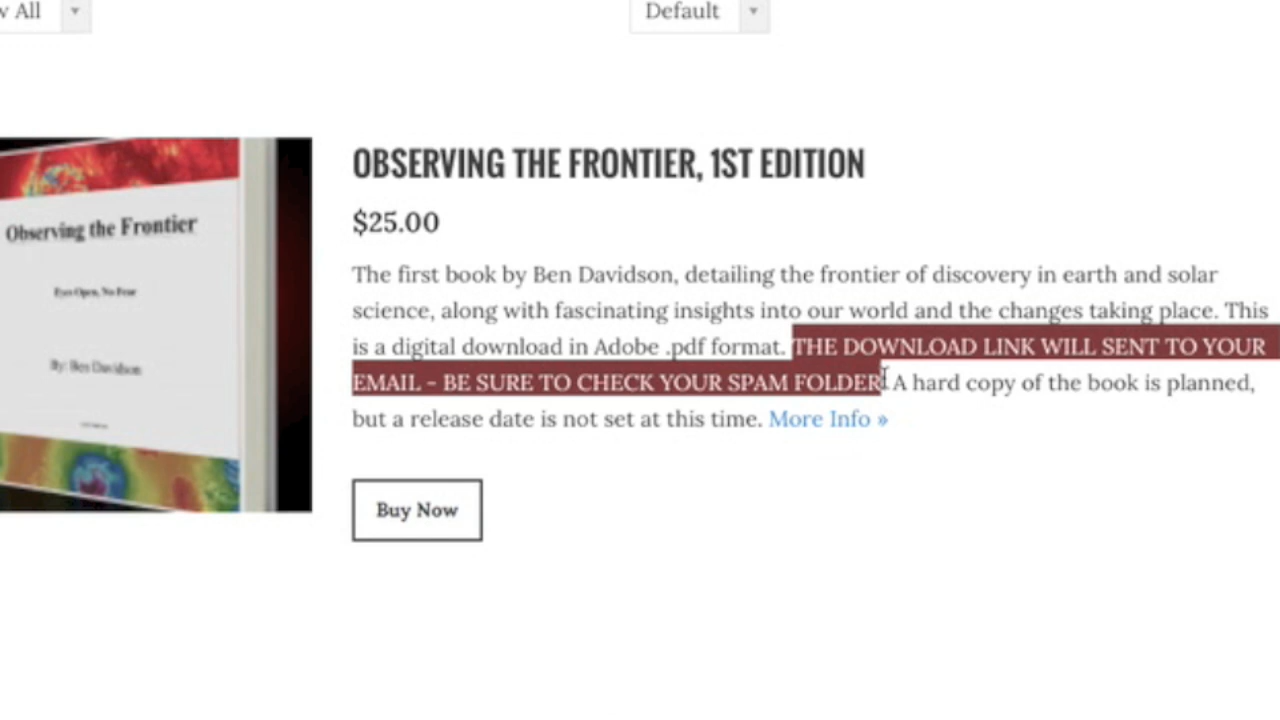 All
Default
OBSERVING THE FRONTIER, 1ST EDITION
$25.00
Observing the Frontier
Eyes Open, No Fear
By: Ben Davidson
The first book by Ben Davidson, detailing the frontier of discovery in earth and solar
science, along with fascinating insights into our world and the changes taking place. This
is a digital download in Adobe .pdf format. THE DOWNLOAD LINK WILL SENT TO YOUR
EMAIL - BE SURE TO CHECK YOUR SPAM FOLDER. A hard copy of the book is planned,
but a release date is not set at this time. More Info »
Buy Now